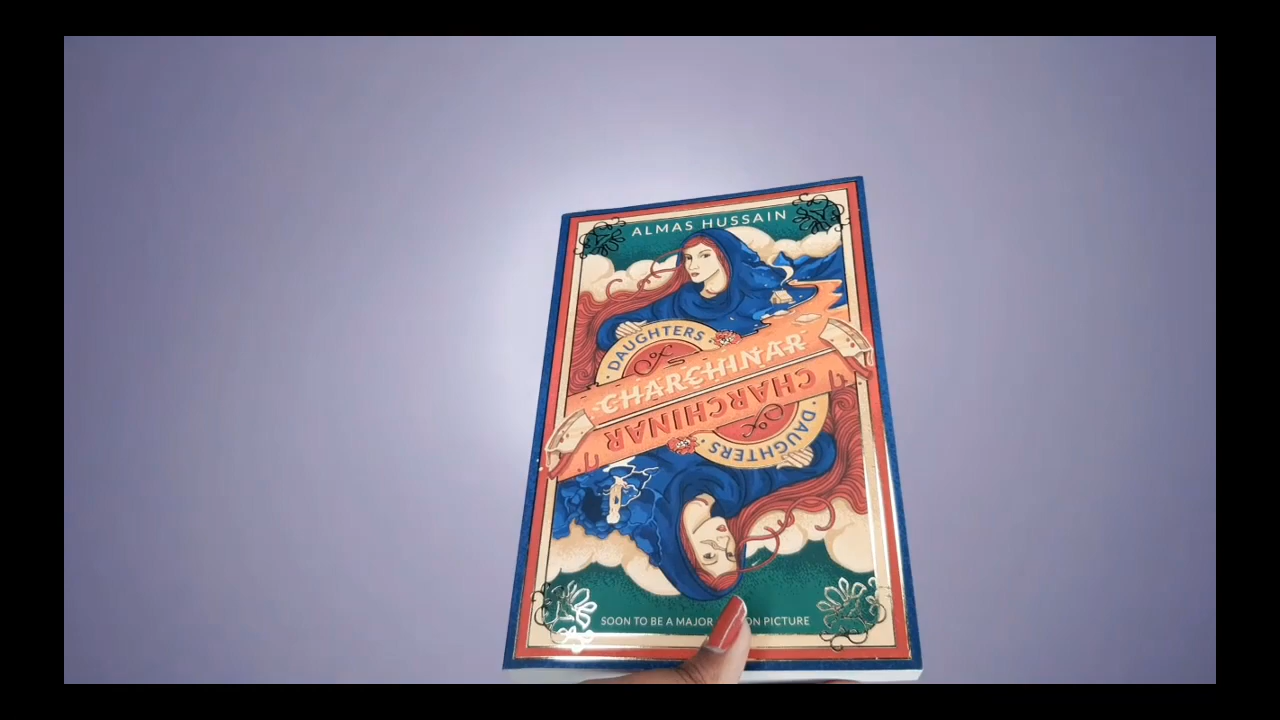 ALMAS HUSSAIN
DAUGHTERS
of
CHARCHINAR
CHARCHINAR
of
DAUGHTERS
SOON TO BE A MAJOR ON PICTURE